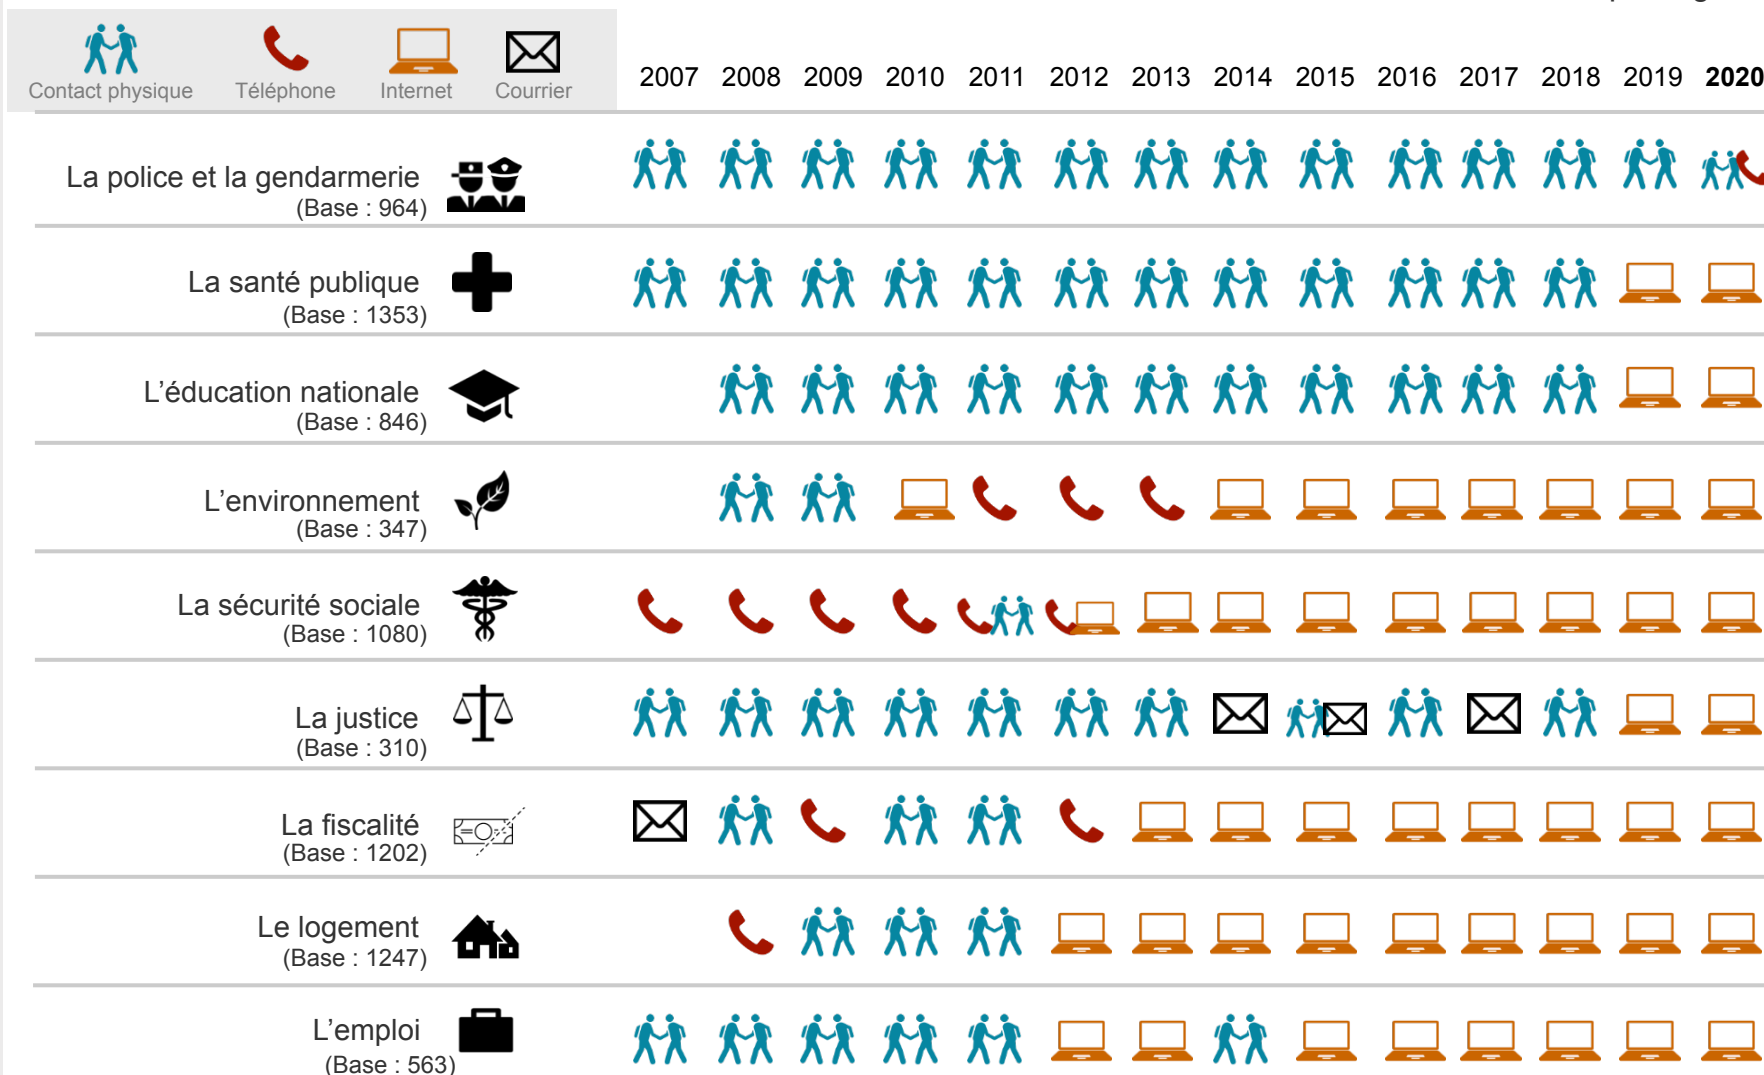 Contact physique Téléphone Internet Courrier
2007 2008 2009 2010 2011 2012 2013 2014 2015 2016 2017 2018 2019 2020
La police et la gendarmerie
(Base : 964)
La santé publique
(Base : 1353)
L’éducation nationale
(Base : 846)
L’environnement
(Base : 347)
La sécurité sociale
(Base : 1080)
La justice
(Base : 310)
La fiscalité
(Base : 1202)
Le logement
(Base : 1247)
L’emploi
(Base : 563)